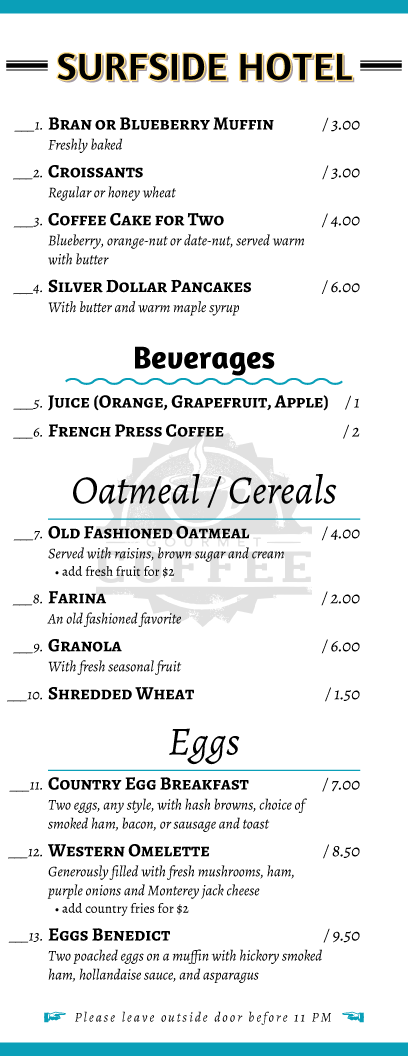 SURFSIDE HOTEL
___1. Bran or Blueberry Muffin / 3.00
Freshly baked
___2. Croissants / 3.00
Regular or honey wheat
___3. Coffee Cake for Two / 4.00
Blueberry, orange-nut or date-nut, served warm
with butter
___4. Silver Dollar Pancakes / 6.00
With butter and warm maple syrup
Beverages
___5. Juice (Orange, Grapefruit, Apple) / 1
___6. French Press Coffee / 2
Oatmeal / Cereals
___7. Old Fashioned Oatmeal / 4.00
GOURMET
Served with raisins, brown sugar and cream
COFFEE
• add fresh fruit for $2
___8. Farina / 2.00
An old fashioned favorite
___9. Granola / 6.00
With fresh seasonal fruit
___10. Shredded Wheat / 1.50
Eggs
___11. Country Egg Breakfast / 7.00
Two eggs, any style, with hash browns, choice of
smoked ham, bacon, or sausage and toast
___12. Western Omelette / 8.50
Generously filled with fresh mushrooms, ham,
purple onions and Monterey jack cheese
• add country fries for $2
___13. Eggs Benedict / 9.50
Two poached eggs on a muffin with hickory smoked
ham, hollandaise sauce, and asparagus
Please leave outside door before 11 PM